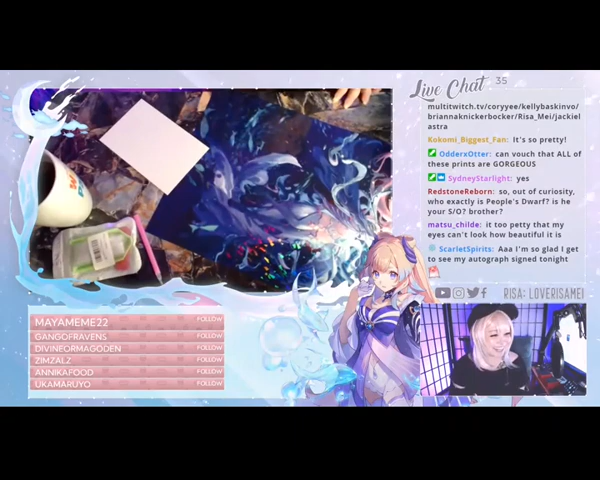 Live Chat 35
multitwitch.tv/coryyee/kellybaskinvo/
briannaknickerbocker/Risa_Mei/jackiel
astra
Kokomi_Biggest_Fan: It's so pretty!
OdderxOtter: can vouch that ALL of
these prints are GORGEOUS
SydneyStarlight: yes
RedstoneReborn: so, out of curiosity,
who exactly is People's Dwarf? is he
your S/O? brother?
matsu_childe: it too petty that my
eyes can't look how beautiful it is
ScarletSpirits: Aaa I'm so glad I get
to see my autograph signed tonight
RISA: LOVERISAMEI
MAYAMEME22 FOLLOW
GANGOFRAVENS FOLLOW
DIVINEORMAGODEN FOLLOW
ZIMZALZ FOLLOW
ANNIKAFOOD FOLLOW
UKAMARUYO FOLLOW